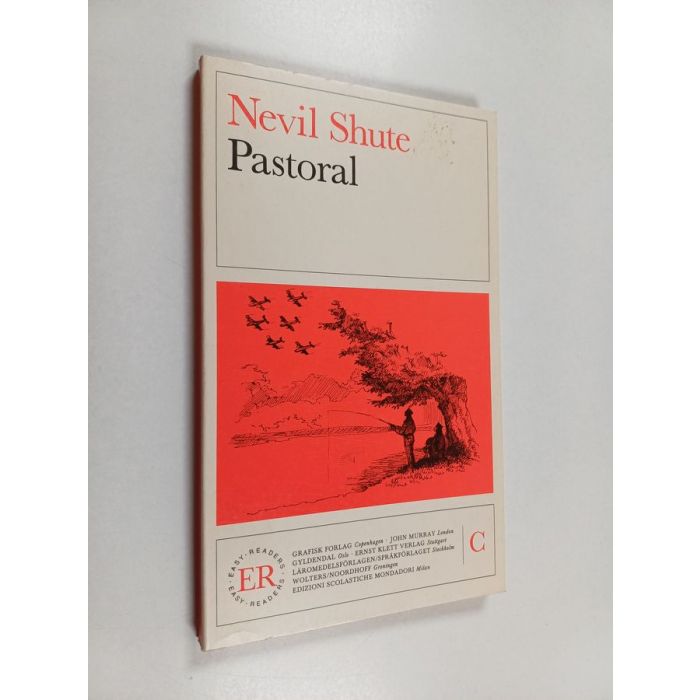 Nevil Shute
Pastoral
GRAFISK FORLAG Copenhagen · JOHN MURRAY London
GYLDENDAL Oslo · ERNST KLETT VERLAG Stuttgart
LÄROMEDELSFÖRLAGEN/SPRÅKFÖRLAGET Stockholm
WOLTERS/NOORDHOFF Groningen
EDIZIONI SCOLASTICHE MONDADORI Milan
EASY · READERS · EASY · READERS ·
ER
C